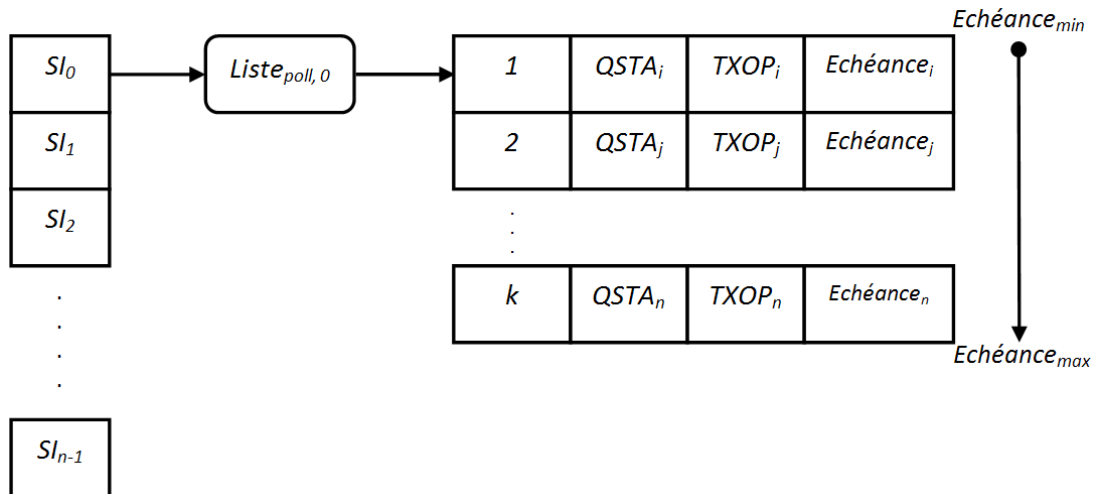 Echéance_min
SI_0 Liste_poll, 0 1 QSTA_i TXOP_i Echéance_i
SI_1 2 QSTA_j TXOP_j Echéance_j
SI_2
k QSTA_n TXOP_n Echéance_n
Echéance_max
SI_n-1